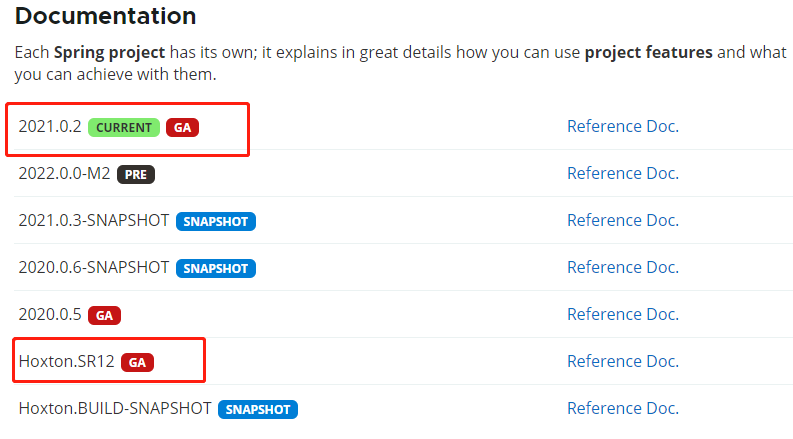 Documentation
Each Spring project has its own; it explains in great details how you can use project features and what
you can achieve with them.
2021.0.2 CURRENT GA Reference Doc.
2022.0.0-M2 PRE Reference Doc.
2021.0.3-SNAPSHOT SNAPSHOT Reference Doc.
2020.0.6-SNAPSHOT SNAPSHOT Reference Doc.
2020.0.5 GA Reference Doc.
Hoxton.SR12 GA Reference Doc.
Hoxton.BUILD-SNAPSHOT SNAPSHOT Reference Doc.